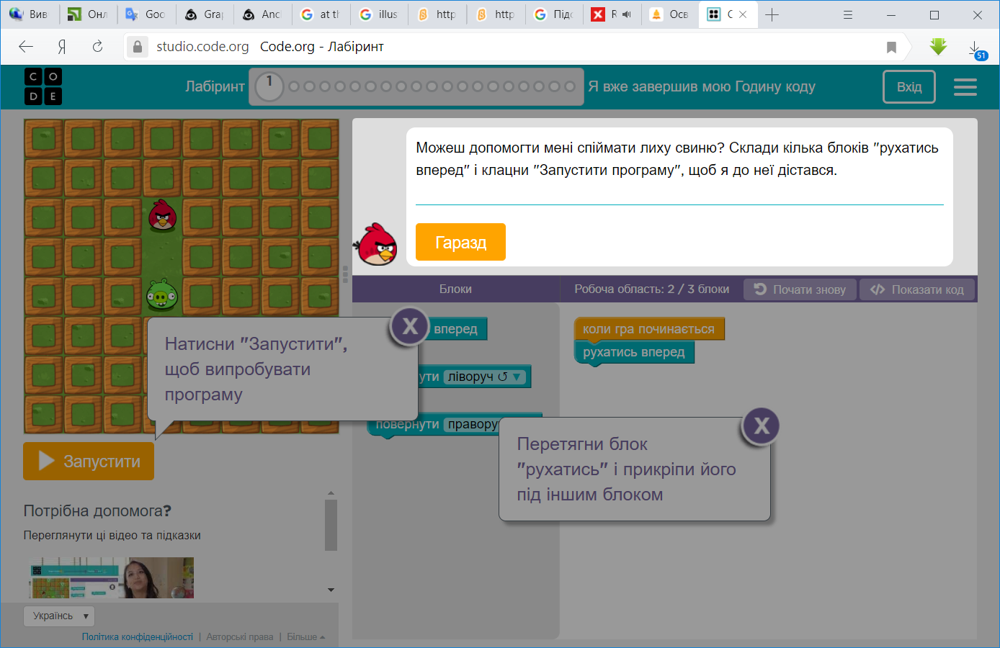 Вив
Онл
Goo
Gra
Anc
at th
illus
http
http
Підс
R
Осв
C
studio.code.org Code.org - Лабіринт
51
C O
D E
Лабіринт
1
Я вже завершив мою Годину коду
Вхід
Можеш допомогти мені спіймати лиху свиню? Склади кілька блоків "рухатись
вперед" і клацни "Запустити програму", щоб я до неї дістався.
Гаразд
Блоки
Робоча область: 2 / 3 блоки
Почати знову
Показати код
вперед
коли гра починається
рухатись вперед
Натисни "Запустити",
щоб випробувати
програму
X
ути ліворуч ↺ ▼
повернути правору
Перетягни блок
"рухатись" і прикріпи його
під іншим блоком
X
Запустити
Потрібна допомога?
Переглянути ці відео та підказки
Українсь
Політика конфіденційності | Авторські права | Більше